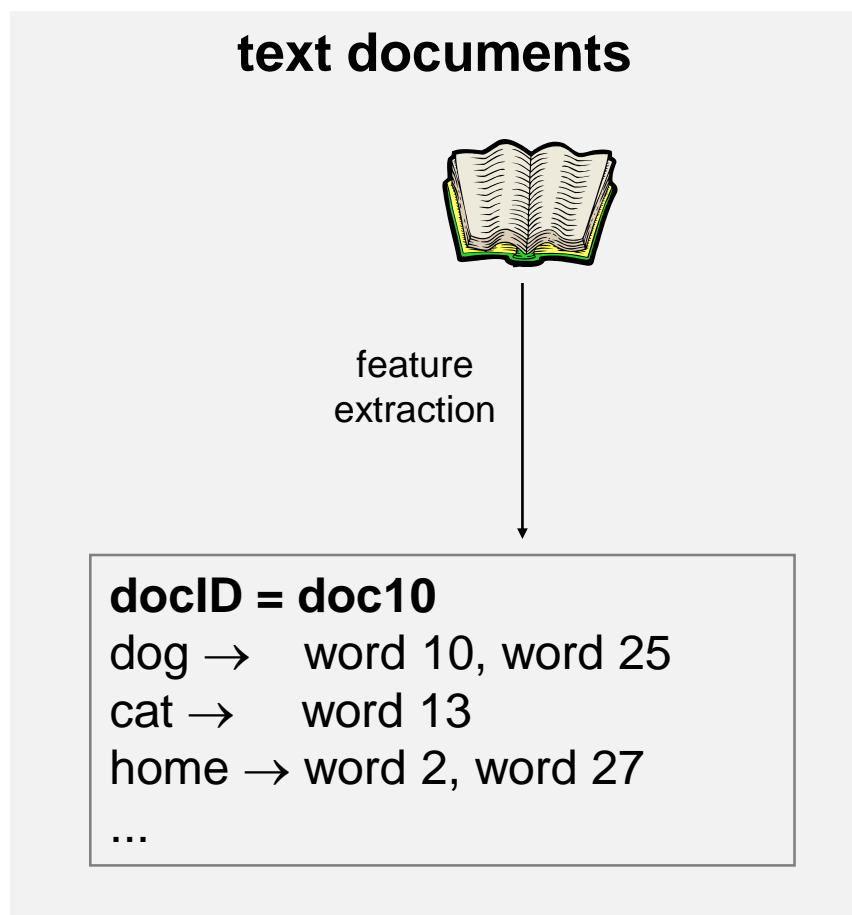 text documents
feature
extraction
docID = doc10
dog → word 10, word 25
cat → word 13
home → word 2, word 27
...